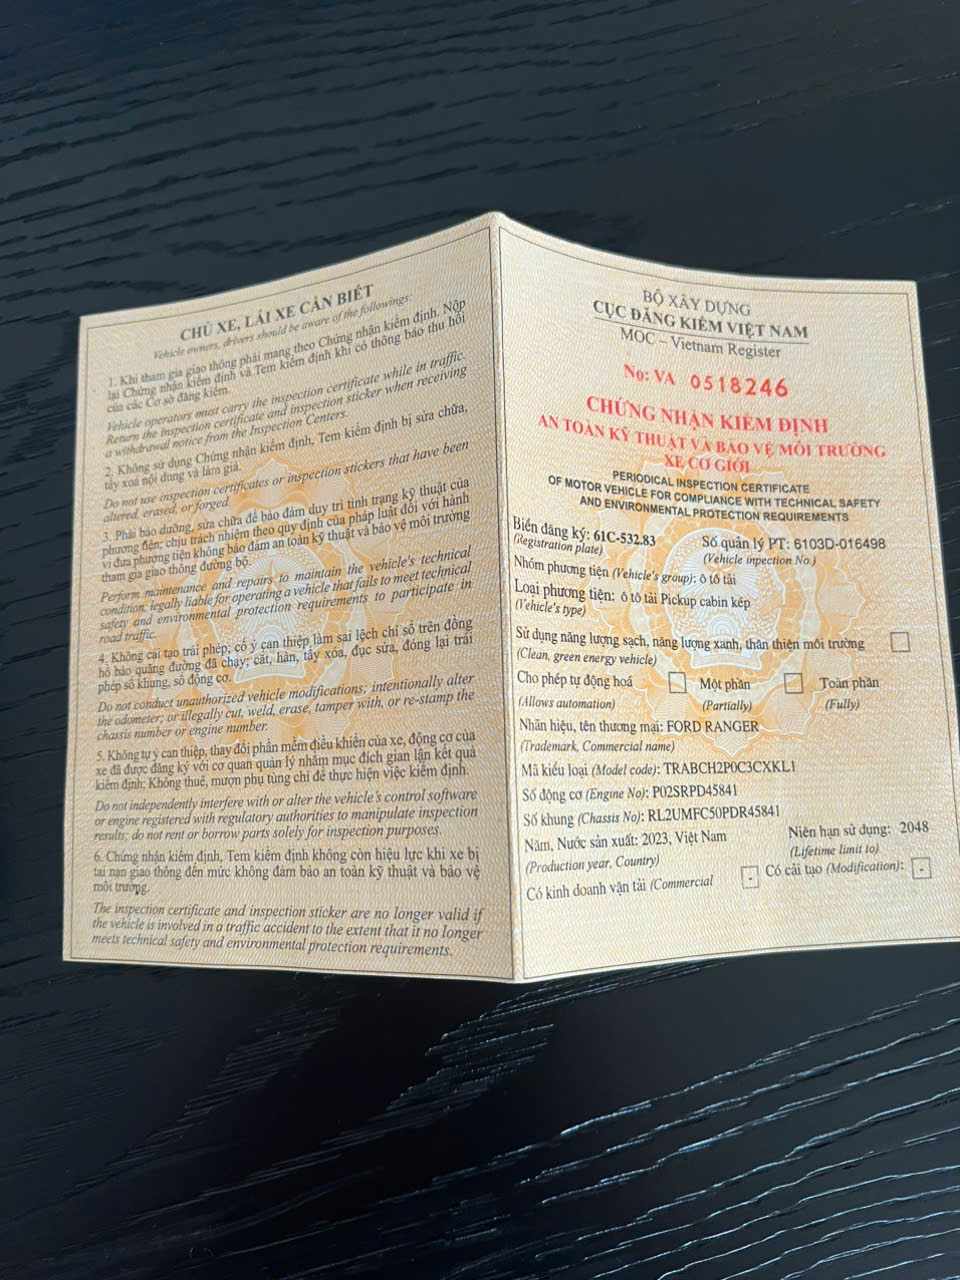 CHỦ XE, LÁI XE CẦN BIẾT
Vehicle owners, drivers should be aware of the followings:
1. Khi tham gia giao thông phải mang theo Chứng nhận kiểm định. Nộp
lại Chứng nhận kiểm định và Tem kiểm định khi có thông báo thu hồi
của các Cơ sở đăng kiểm.
Vehicle operators must carry the inspection certificate while in traffic.
Return the inspection certificate and inspection sticker when receiving
a withdrawal notice from the Inspection Centers.
2. Không sử dụng Chứng nhận kiểm định, Tem kiểm định bị sửa chữa,
tẩy xoá nội dung và làm giả.
Do not use inspection certificates or inspection stickers that have been
altered, erased, or forged.
3. Phải bảo dưỡng, sửa chữa để bảo đảm duy trì tình trạng kỹ thuật của
phương tiện; chịu trách nhiệm theo quy định của pháp luật đối với hành
vi đưa phương tiện không bảo đảm an toàn kỹ thuật và bảo vệ môi trường
tham gia giao thông đường bộ.
Perform maintenance and repairs to maintain the vehicle's technical
condition, legally liable for operating a vehicle that fails to meet technical
safety and environmental protection requirements to participate in
road traffic.
4. Không cải tạo trái phép; cố ý can thiệp làm sai lệch chỉ số trên đồng
hồ báo quãng đường đã chạy; cắt, hàn, tẩy xóa, đục sửa, đóng lại trái
phép số khung, số động cơ.
Do not conduct unauthorized vehicle modifications; intentionally alter
the odometer; or illegally cut, weld, erase, tamper with, or re-stamp the
chassis number or engine number.
5. Không tự ý can thiệp, thay đổi phần mềm điều khiển của xe, động cơ của
xe đã được đăng ký với cơ quan quản lý nhằm mục đích gian lận kết quả
kiểm định; Không thuê, mượn phụ tùng chỉ để thực hiện việc kiểm định.
Do not independently interfere with or alter the vehicle's control software
or engine registered with regulatory authorities to manipulate inspection
results; do not rent or borrow parts solely for inspection purposes.
6. Chứng nhận kiểm định, Tem kiểm định không còn hiệu lực khi xe bị
tai nạn giao thông đến mức không đảm bảo an toàn kỹ thuật và bảo vệ
môi trường.
The inspection certificate and inspection sticker are no longer valid if
the vehicle is involved in a traffic accident to the extent that it no longer
meets technical safety and environmental protection requirements.
BỘ XÂY DỰNG
CỤC ĐĂNG KIỂM VIỆT NAM
MOC – Vietnam Register
No: VA 0518246
CHỨNG NHẬN KIỂM ĐỊNH
AN TOÀN KỸ THUẬT VÀ BẢO VỆ MÔI TRƯỜNG
XE CƠ GIỚI
PERIODICAL INSPECTION CERTIFICATE
OF MOTOR VEHICLE FOR COMPLIANCE WITH TECHNICAL SAFETY
AND ENVIRONMENTAL PROTECTION REQUIREMENTS
Biển đăng ký: 61C-532.83 Số quản lý PT: 6103D-016498
(Registration plate) (Vehicle inpection No.)
Nhóm phương tiện (Vehicle's group): ô tô tải
Loại phương tiện: ô tô tải Pickup cabin kép
(Vehicle's type)
Sử dụng năng lượng sạch, năng lượng xanh, thân thiện môi trường
(Clean, green energy vehicle)
Cho phép tự động hoá Một phần Toàn phần
(Allows automation) (Partially) (Fully)
Nhãn hiệu, tên thương mại: FORD RANGER
(Trademark, Commercial name)
Mã kiểu loại (Model code): TRABCH2P0C3CXKL1
Số động cơ (Engine No): P02SRPD45841
Số khung (Chassis No): RL2UMFC50PDR45841
Năm, Nước sản xuất: 2023, Việt Nam Niên hạn sử dụng: 2048
(Production year, Country) (Lifetime limit to)
Có kinh doanh vận tải (Commercial - Có cải tạo (Modification): -